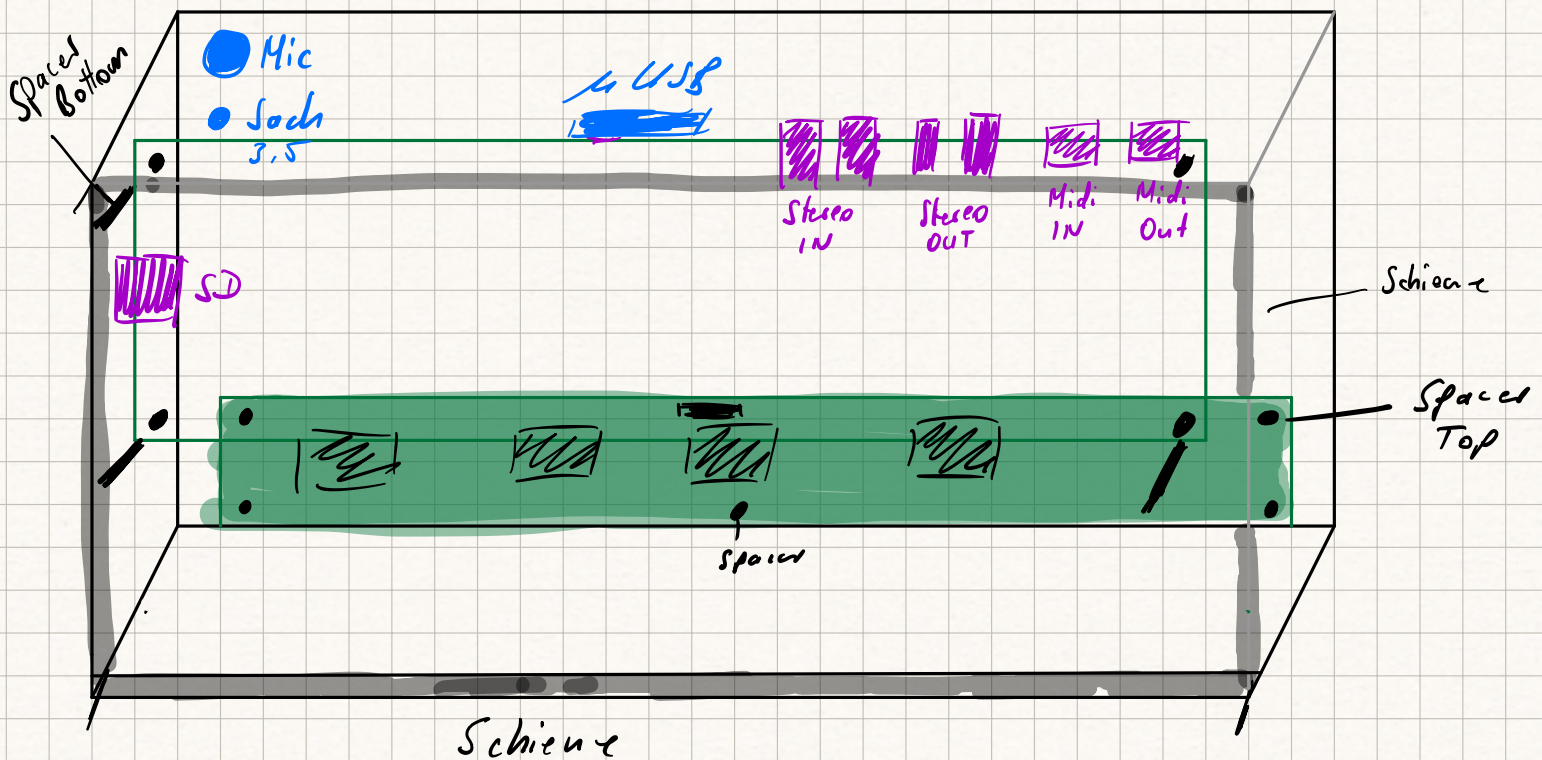 Spacer
Bottom
Mic
Jack
3,5
µ USB
Stereo
IN
Stereo
OUT
Midi
IN
Midi
Out
SD
Schiene
Spacer
Top
Spacer
Schiene